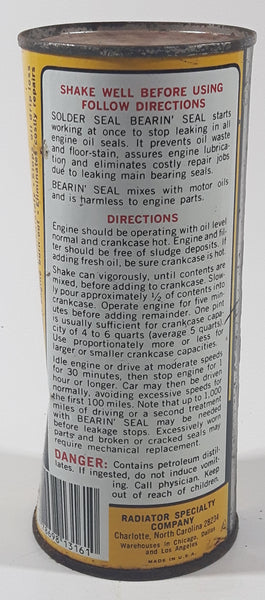 SHAKE WELL BEFORE USING
FOLLOW DIRECTIONS
SOLDER SEAL BEARIN' SEAL starts
working at once to stop leaking in all
engine oil seals. It prevents oil waste
and floor-stain, assures engine lubrica-
tion and eliminates costly repair jobs
due to leaking main bearing seals.
BEARIN' SEAL mixes with motor oils
and is harmless to engine parts.
DIRECTIONS
Engine should be operating with oil level
normal and crankcase hot. Engine and fil-
ter should be free of sludge deposits. If
adding fresh oil, be sure crankcase is hot.
Shake can vigorously, until contents are
mixed, before adding to crankcase. Slow-
ly pour approximately ½ of contents into
crankcase. Operate engine for five min-
utes before adding remainder. One pint
is usually sufficient for crankcase capa-
city of 4 to 6 quarts (average 5 quarts).
Use proportionately more or less for
larger or smaller crankcase capacities.
Idle engine or drive at moderate speeds
for 30 minutes, then stop engine for 1
hour or longer. Car may then be driven
normally, avoiding excessive speeds for
the first 100 miles. Note that up to 1,000
miles of driving or a second treatment
with BEARIN' SEAL may be needed
before leakage stops. Excessively worn
parts and broken or cracked seals may
require mechanical replacement.
DANGER: Contains petroleum distil-
lates. If ingested, do not induce vomit-
ing. Call physician. Keep
out of reach of children.
13161
RADIATOR SPECIALTY
COMPANY
Charlotte, North Carolina 28234
Warehouses in Chicago, Dallas
and Los Angeles
MADE IN U.S.A.
eliminates costly repairs